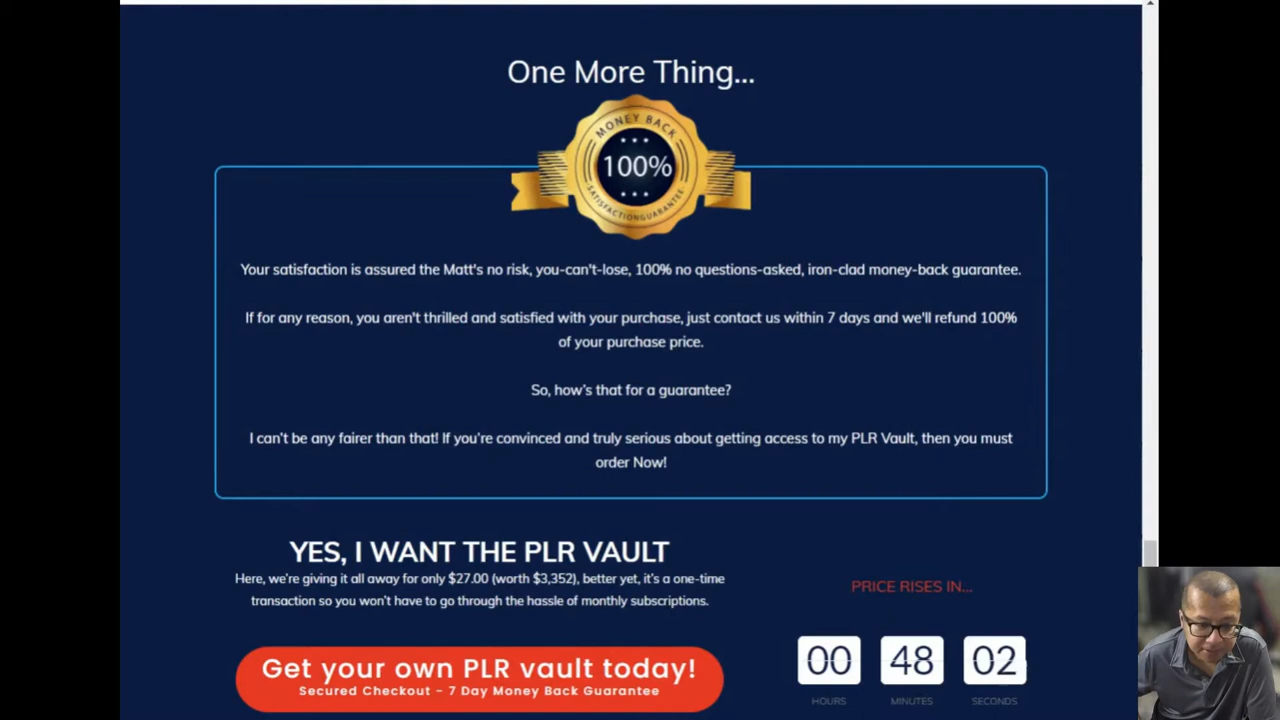 One More Thing...
MONEY BACK
100%
SATISFACTION GUARANTEE
Your satisfaction is assured the Matt's no risk, you-can't-lose, 100% no questions-asked, iron-clad money-back guarantee.
If for any reason, you aren't thrilled and satisfied with your purchase, just contact us within 7 days and we'll refund 100%
of your purchase price.
So, how's that for a guarantee?
I can't be any fairer than that! If you're convinced and truly serious about getting access to my PLR Vault, then you must
order Now!
YES, I WANT THE PLR VAULT
Here, we're giving it all away for only $27.00 (worth $3,352), better yet, it's a one-time
transaction so you won't have to go through the hassle of monthly subscriptions.
Get your own PLR vault today!
Secured Checkout - 7 Day Money Back Guarantee
PRICE RISES IN...
00 48 02
HOURS MINUTES SECONDS